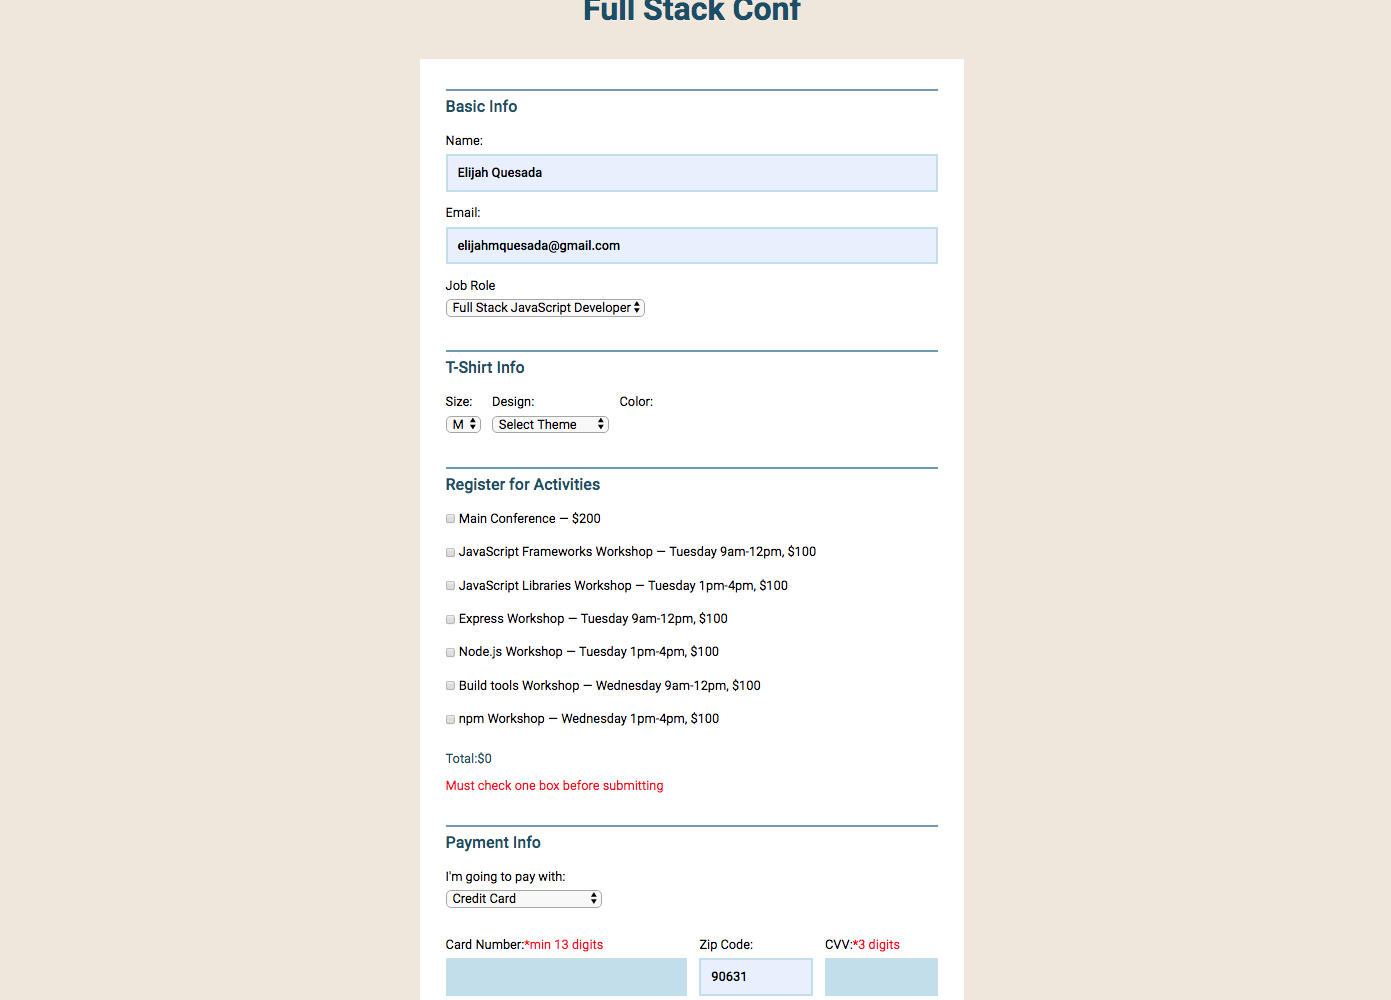 Full Stack Conf
Basic Info
Name:
Elijah Quesada
Email:
elijahmquesada@gmail.com
Job Role
Full Stack JavaScript Developer
T-Shirt Info
Size: Design: Color:
M Select Theme
Register for Activities
Main Conference — $200
JavaScript Frameworks Workshop — Tuesday 9am-12pm, $100
JavaScript Libraries Workshop — Tuesday 1pm-4pm, $100
Express Workshop — Tuesday 9am-12pm, $100
Node.js Workshop — Tuesday 1pm-4pm, $100
Build tools Workshop — Wednesday 9am-12pm, $100
npm Workshop — Wednesday 1pm-4pm, $100
Total:$0
Must check one box before submitting
Payment Info
I'm going to pay with:
Credit Card
Card Number:*min 13 digits Zip Code: CVV:*3 digits
90631